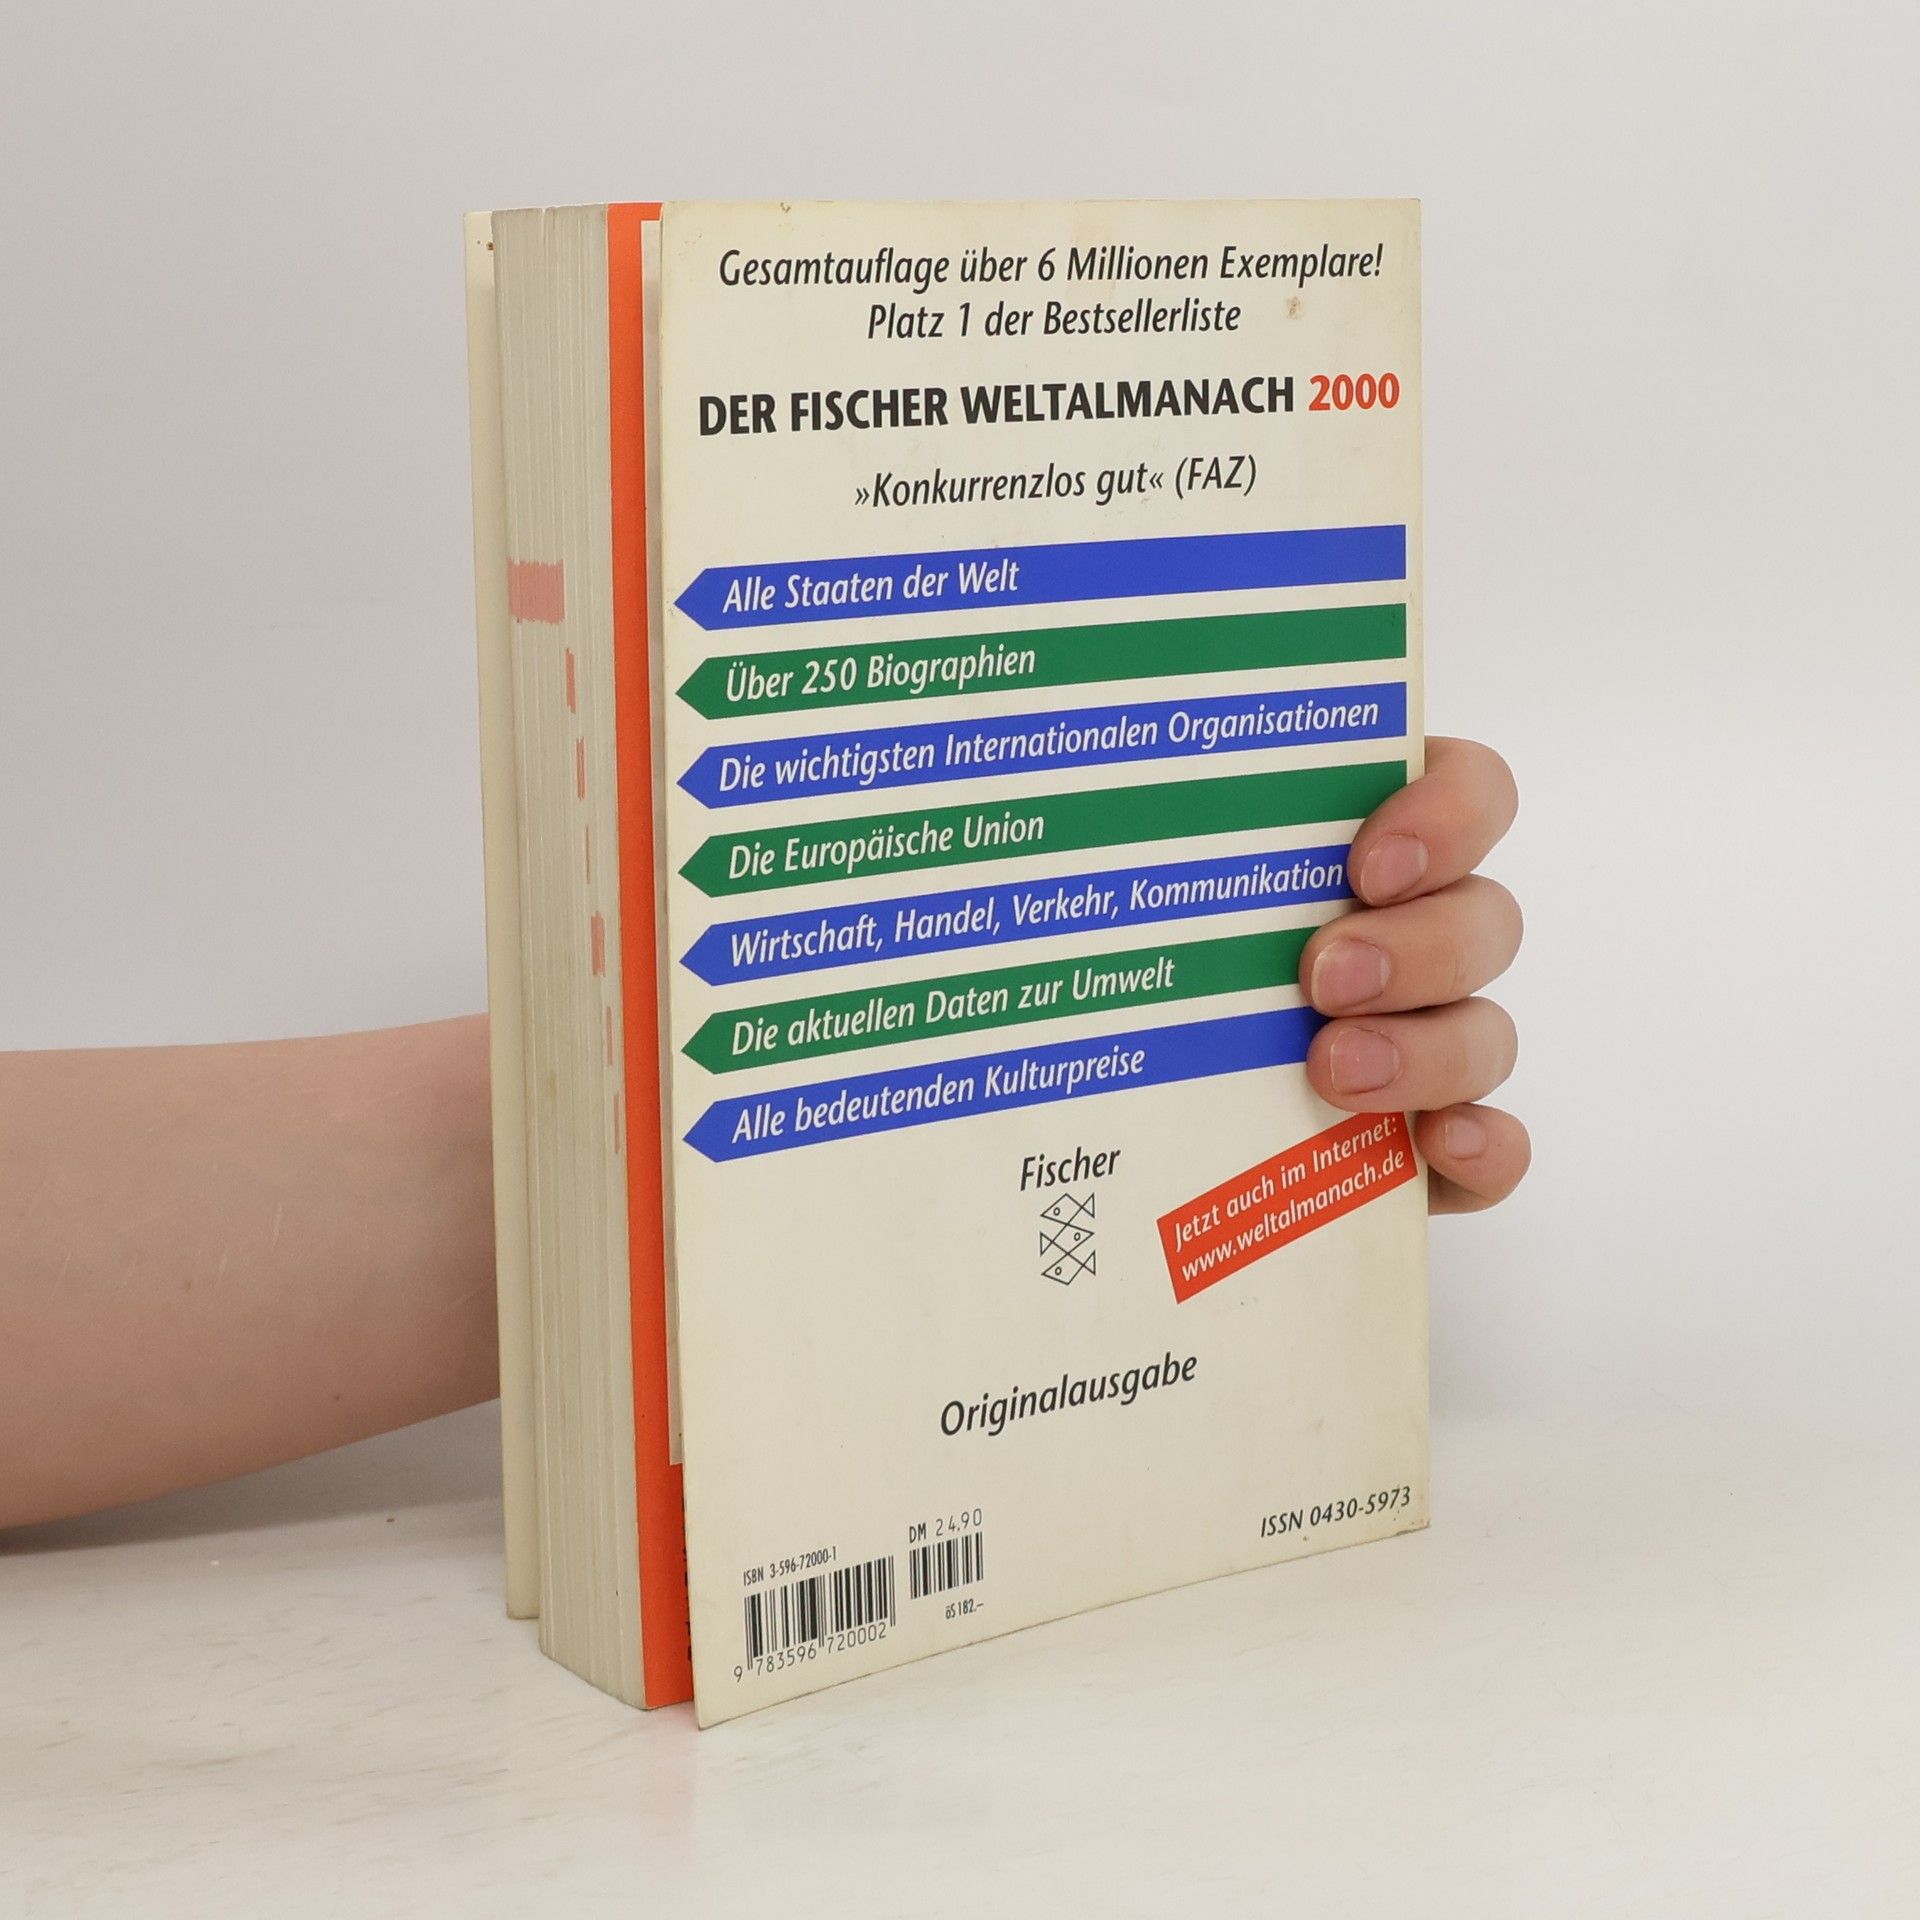 Gesamtauflage über 6 Millionen Exemplare!
Platz 1 der Bestsellerliste
DER FISCHER WELTALMANACH 2000
»Konkurrenzlos gut« (FAZ)
Alle Staaten der Welt
Über 250 Biographien
Die wichtigsten Internationalen Organisationen
Die Europäische Union
Wirtschaft, Handel, Verkehr, Kommunikation
Die aktuellen Daten zur Umwelt
Alle bedeutenden Kulturpreise
Fischer
Jetzt auch im Internet:
www.weltalmanach.de
Originalausgabe
ISSN 0430-5973
DM 24.90
ISBN 3-596-72000-1
öS 182.–
9 783596 720002